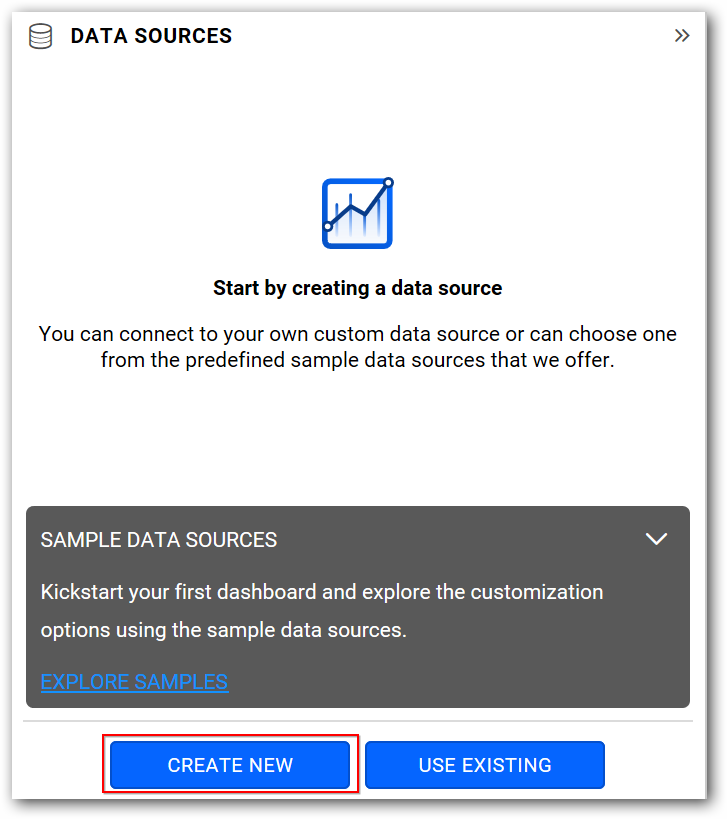 DATA SOURCES
Start by creating a data source
You can connect to your own custom data source or can choose one
from the predefined sample data sources that we offer.
SAMPLE DATA SOURCES
Kickstart your first dashboard and explore the customization
options using the sample data sources.
EXPLORE SAMPLES
CREATE NEW
USE EXISTING